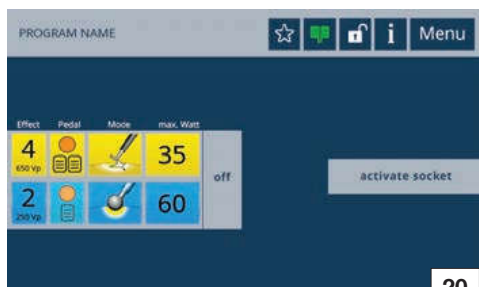 PROGRAM NAME
i
Menu
Effect Pedal Mode max. Watt
4
650 Vp
35
off
activate socket
2
250 Vp
60
20